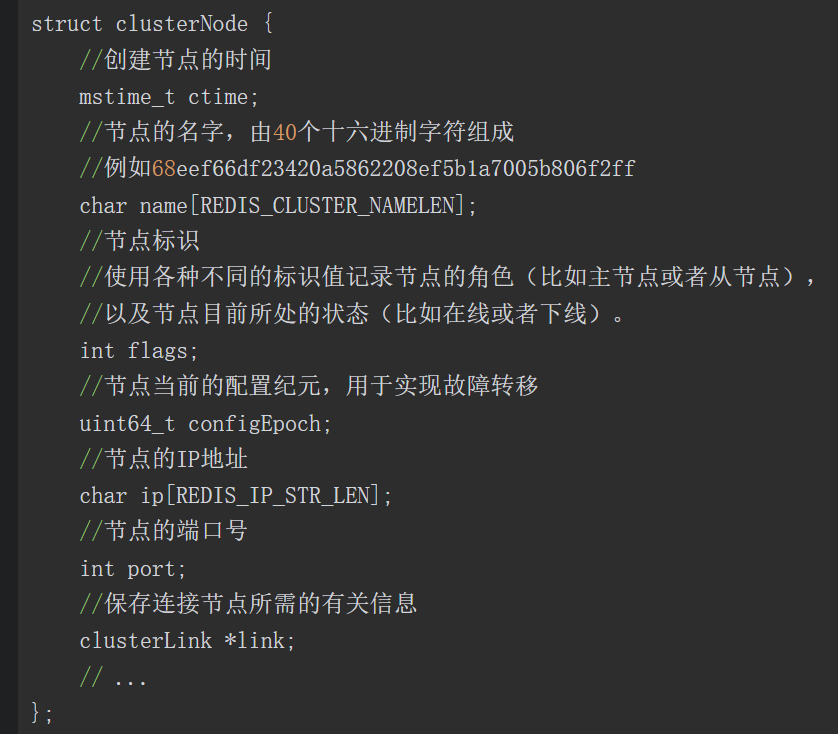 struct clusterNode {
//创建节点的时间
mstime_t ctime;
//节点的名字，由40个十六进制字符组成
//例如68eef66df23420a5862208ef5b1a7005b806f2ff
char name[REDIS_CLUSTER_NAMELEN];
//节点标识
//使用各种不同的标识值记录节点的角色（比如主节点或者从节点），
//以及节点目前所处的状态（比如在线或者下线）。
int flags;
//节点当前的配置纪元，用于实现故障转移
uint64_t configEpoch;
//节点的IP地址
char ip[REDIS_IP_STR_LEN];
//节点的端口号
int port;
//保存连接节点所需的有关信息
clusterLink *link;
// ...
};